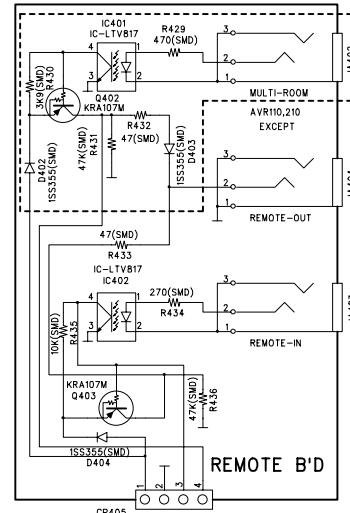 IC401
IC-LTV817
R429
470(SMD)
4
3
1
2
3
2
1
MULTI-ROOM
3K9(SMD)
R430
Q402
KRA107M
R432
47(SMD)
47K(SMD)
R431
D402
1SS355(SMD)
1SS355(SMD)
D403
AVR110,210
EXCEPT
3
2
1
REMOTE-OUT
47(SMD)
R433
IC-LTV817
IC402
4
3
1
2
270(SMD)
R434
3
2
1
REMOTE-IN
10K(SMD)
R435
KRA107M
Q403
47K(SMD)
R436
1SS355(SMD)
D404
REMOTE B'D
1
2
3
4